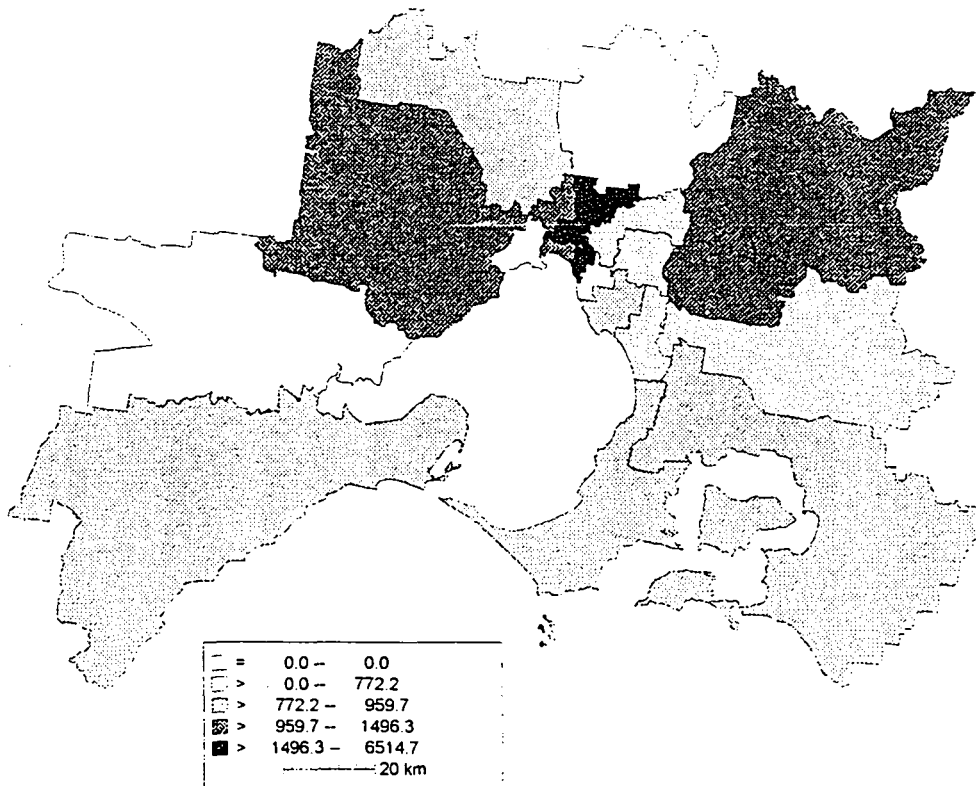 = 0.0 – 0.0
> 0.0 – 772.2
> 772.2 – 959.7
> 959.7 – 1496.3
> 1496.3 – 6514.7
20 km